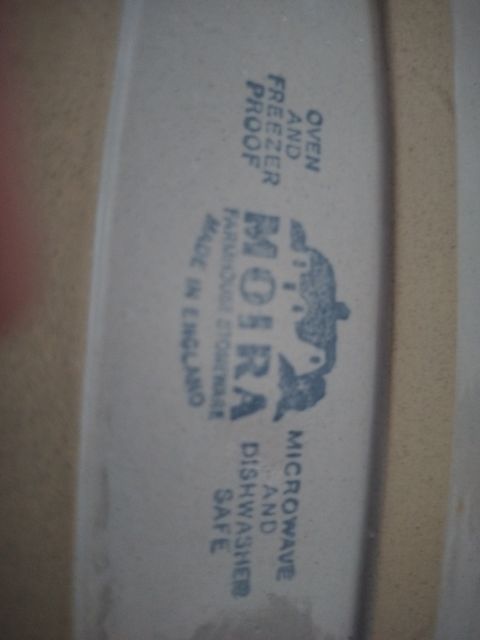 OVEN
AND
FREEZER
PROOF
MOIRA
FARMHOUSE STONEWARE
MADE IN ENGLAND
MICROWAVE
AND
DISHWASHER
SAFE